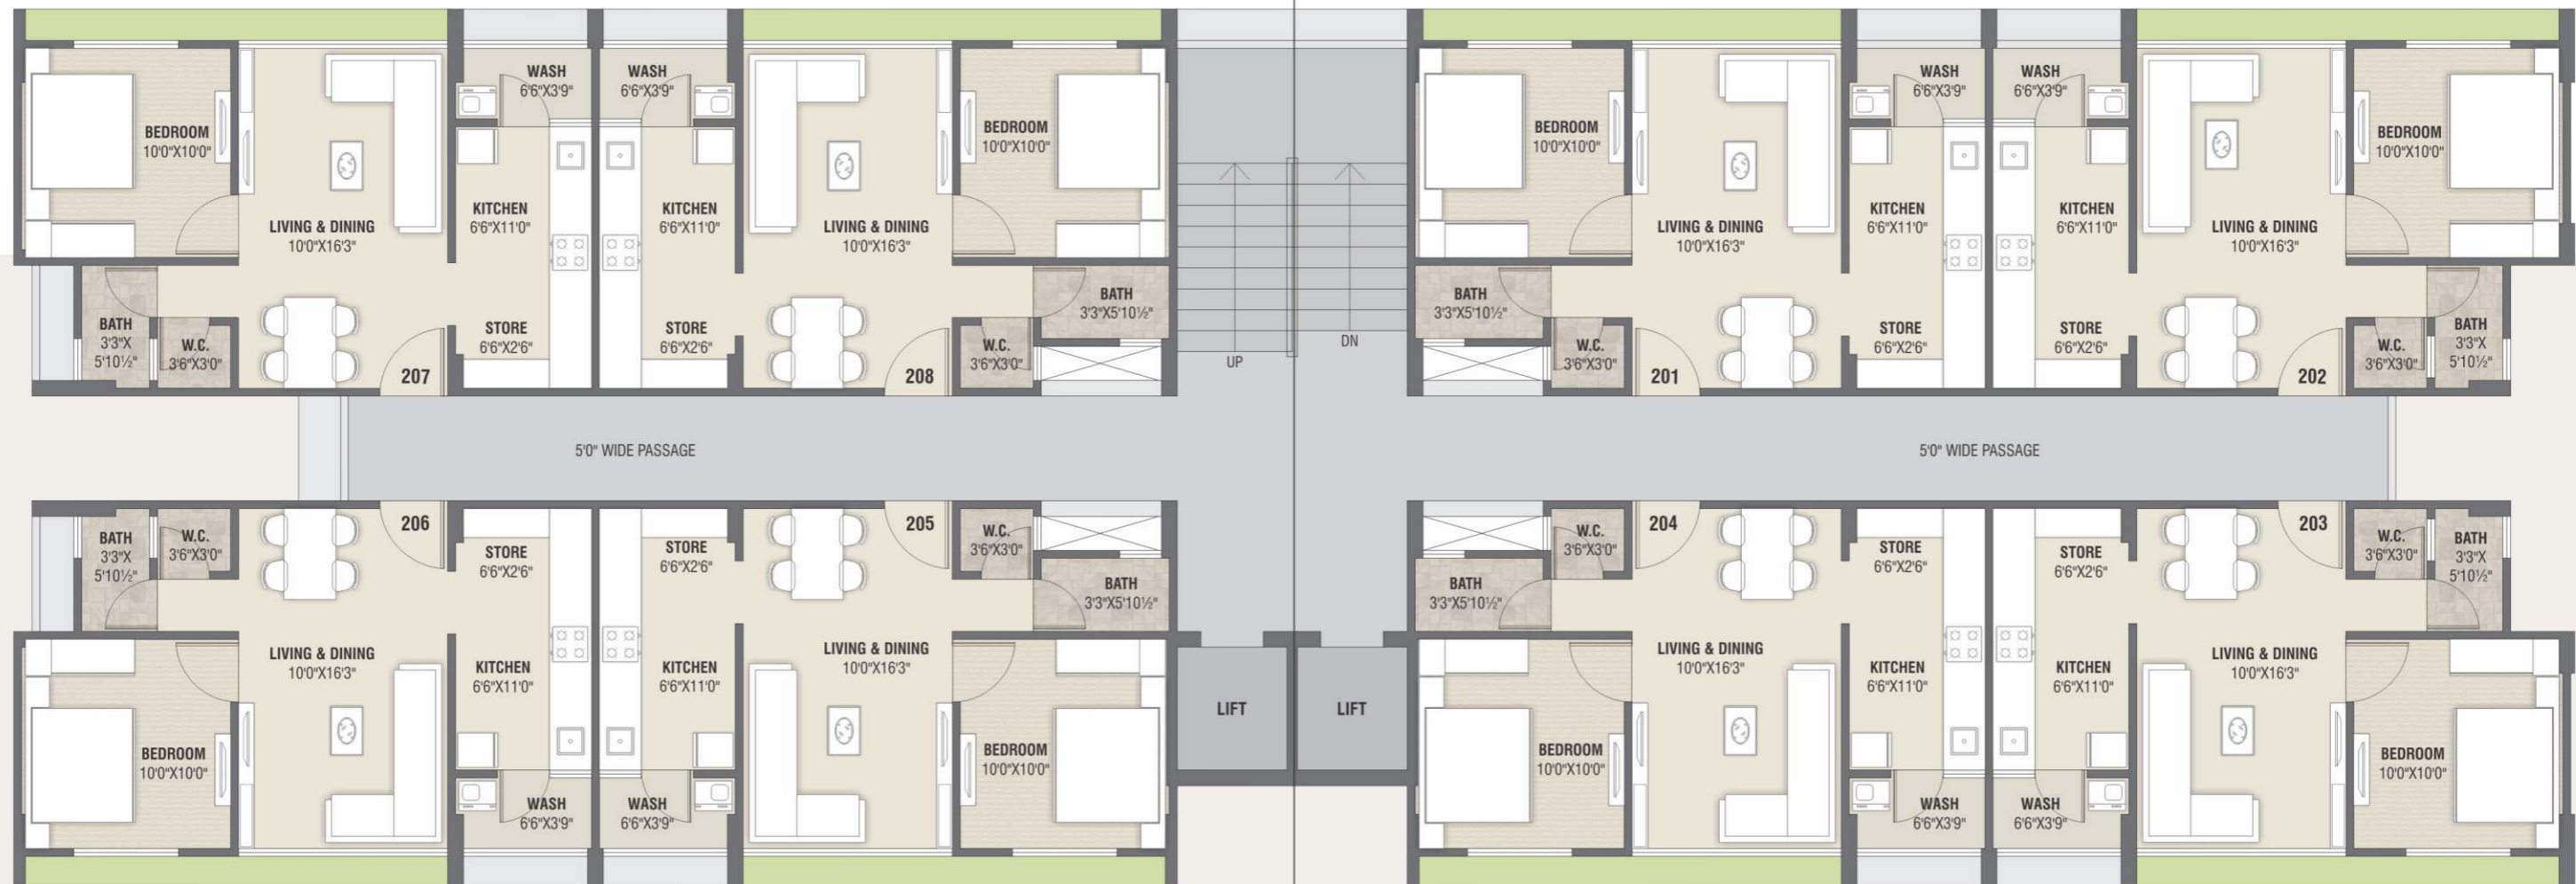 BEDROOM
10'0"X10'0"
LIVING & DINING
10'0"X16'3"
WASH
6'6"X3'9"
KITCHEN
6'6"X11'0"
STORE
6'6"X2'6"
BATH
3'3"X
5'10½"
W.C.
3'6"X3'0"
207
WASH
6'6"X3'9"
KITCHEN
6'6"X11'0"
STORE
6'6"X2'6"
LIVING & DINING
10'0"X16'3"
BEDROOM
10'0"X10'0"
BATH
3'3"X5'10½"
W.C.
3'6"X3'0"
208
UP
DN
BEDROOM
10'0"X10'0"
LIVING & DINING
10'0"X16'3"
WASH
6'6"X3'9"
KITCHEN
6'6"X11'0"
STORE
6'6"X2'6"
BATH
3'3"X5'10½"
W.C.
3'6"X3'0"
201
WASH
6'6"X3'9"
KITCHEN
6'6"X11'0"
STORE
6'6"X2'6"
LIVING & DINING
10'0"X16'3"
BEDROOM
10'0"X10'0"
W.C.
3'6"X3'0"
BATH
3'3"X
5'10½"
202
5'0" WIDE PASSAGE
5'0" WIDE PASSAGE
BATH
3'3"X
5'10½"
W.C.
3'6"X3'0"
206
STORE
6'6"X2'6"
LIVING & DINING
10'0"X16'3"
KITCHEN
6'6"X11'0"
BEDROOM
10'0"X10'0"
WASH
6'6"X3'9"
STORE
6'6"X2'6"
205
W.C.
3'6"X3'0"
BATH
3'3"X5'10½"
KITCHEN
6'6"X11'0"
LIVING & DINING
10'0"X16'3"
BEDROOM
10'0"X10'0"
WASH
6'6"X3'9"
LIFT
LIFT
W.C.
3'6"X3'0"
204
BATH
3'3"X5'10½"
STORE
6'6"X2'6"
LIVING & DINING
10'0"X16'3"
KITCHEN
6'6"X11'0"
BEDROOM
10'0"X10'0"
WASH
6'6"X3'9"
STORE
6'6"X2'6"
203
W.C.
3'6"X3'0"
BATH
3'3"X
5'10½"
KITCHEN
6'6"X11'0"
LIVING & DINING
10'0"X16'3"
BEDROOM
10'0"X10'0"
WASH
6'6"X3'9"